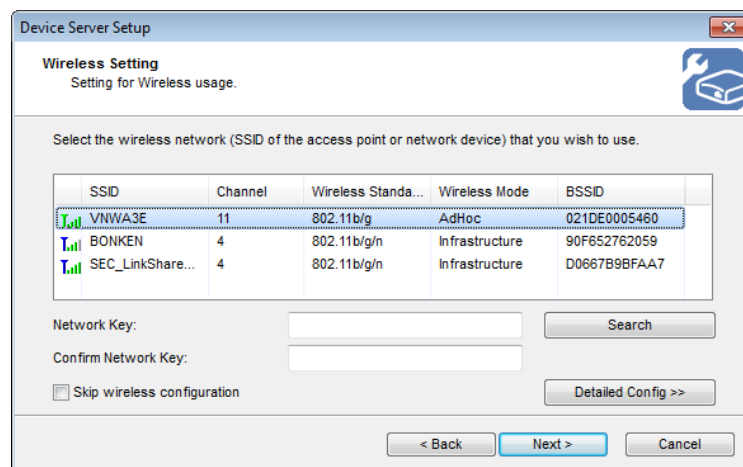 Device Server Setup
Wireless Setting
Setting for Wireless usage.
Select the wireless network (SSID of the access point or network device) that you wish to use.
SSID Channel Wireless Standa... Wireless Mode BSSID
VNWA3E 11 802.11b/g AdHoc 021DE0005460
BONKEN 4 802.11b/g/n Infrastructure 90F652762059
SEC_LinkShare... 4 802.11b/g/n Infrastructure D0667B9BFAA7
Network Key: Search
Confirm Network Key:
Skip wireless configuration Detailed Config >>
< Back Next > Cancel